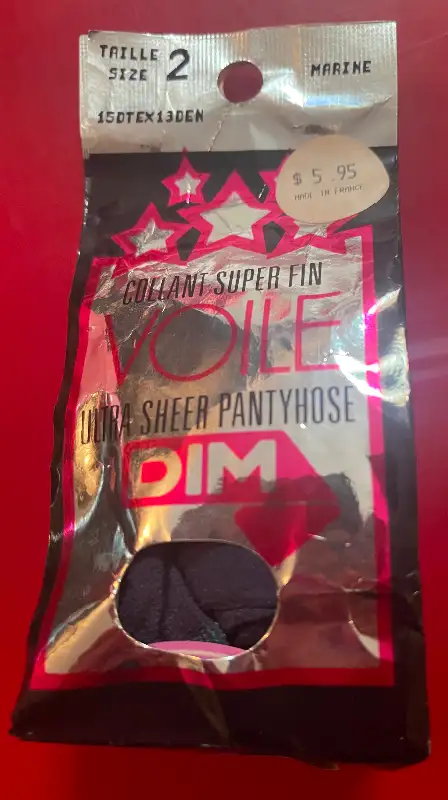 TAILLE
SIZE 2
MARINE
15DTEX13DEN
$ 5.95
MADE IN FRANCE
COLLANT SUPER FIN
VOILE
ULTRA SHEER PANTYHOSE
DIM